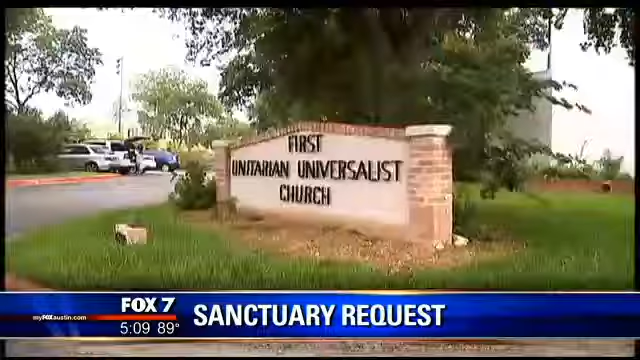 FIRST
UNITARIAN UNIVERSALIST
CHURCH
FOX 7
SANCTUARY REQUEST
myFOXaustin.com
5:09 89°